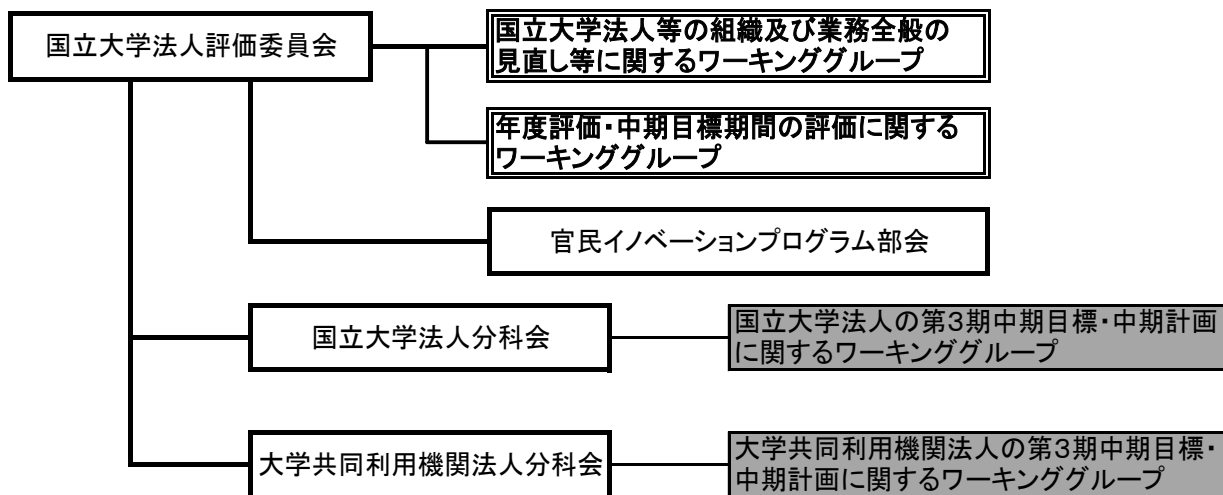 国立大学法人評価委員会
国立大学法人等の組織及び業務全般の
見直し等に関するワーキンググループ
年度評価・中期目標期間の評価に関する
ワーキンググループ
官民イノベーションプログラム部会
国立大学法人分科会
国立大学法人の第3期中期目標・中期計画
に関するワーキンググループ
大学共同利用機関法人分科会
大学共同利用機関法人の第3期中期目標・
中期計画に関するワーキンググループ